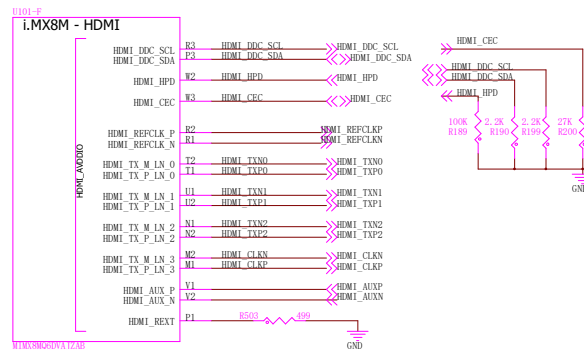 U101-F
i.MX8M - HDMI
HDMI_AVDDIO
HDMI_DDC_SCL R3 HDMI_DDC_SCL HDMI_DDC_SCL
HDMI_DDC_SDA P3 HDMI_DDC_SDA HDMI_DDC_SDA
HDMI_HPD W2 HDMI_HPD HDMI_HPD
HDMI_CEC W3 HDMI_CEC HDMI_CEC
HDMI_REFCLK_P R2 HDMI_REFCLKP
HDMI_REFCLK_N R1 HDMI_REFCLKN
HDMI_TX_M_LN_0 T2 HDMI_TXN0 HDMI_TXN0
HDMI_TX_P_LN_0 T1 HDMI_TXP0 HDMI_TXP0
HDMI_TX_M_LN_1 U1 HDMI_TXN1 HDMI_TXN1
HDMI_TX_P_LN_1 U2 HDMI_TXP1 HDMI_TXP1
HDMI_TX_M_LN_2 N1 HDMI_TXN2 HDMI_TXN2
HDMI_TX_P_LN_2 N2 HDMI_TXP2 HDMI_TXP2
HDMI_TX_M_LN_3 M2 HDMI_CLKN HDMI_CLKN
HDMI_TX_P_LN_3 M1 HDMI_CLKP HDMI_CLKP
HDMI_AUX_P V1 HDMI_AUXP
HDMI_AUX_N V2 HDMI_AUXN
HDMI_REXT P1 R503 499
GND
MIMX8MQ6DVAJZAB
HDMI_CEC
HDMI_DDC_SCL
HDMI_DDC_SDA
HDMI_HPD
100K 2.2K 2.2K 27K
R189 R190 R199 R200
GND